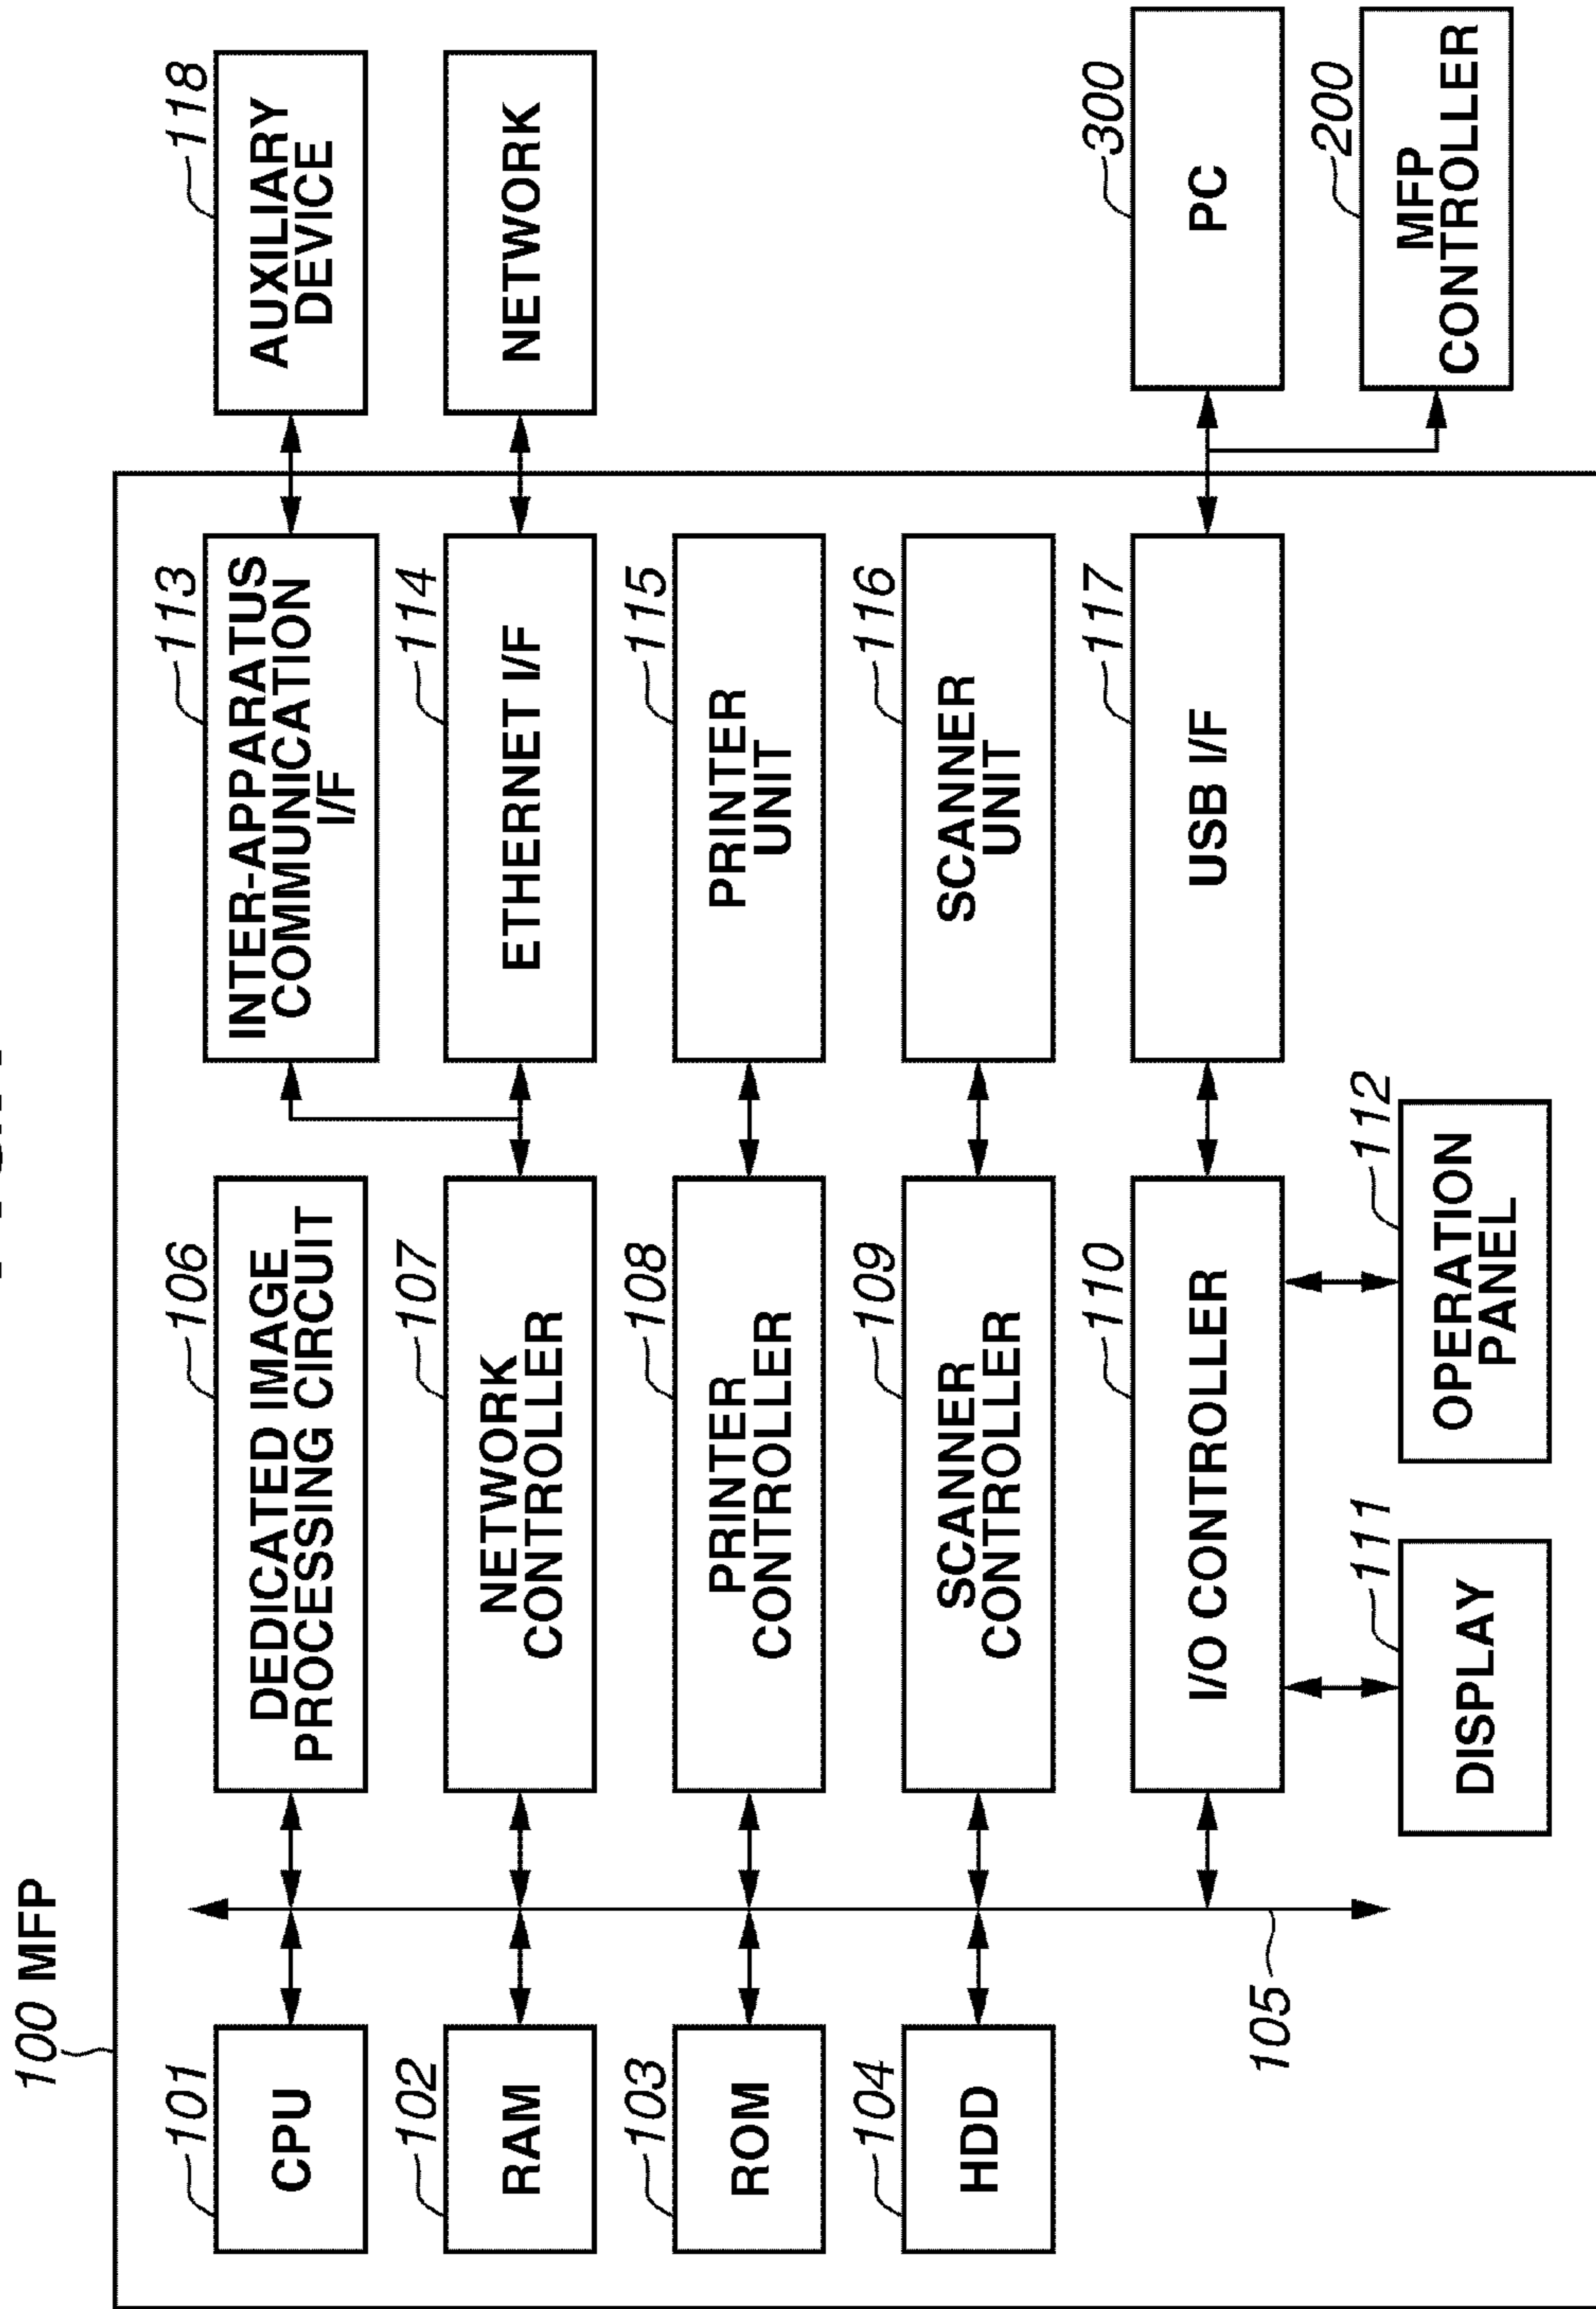 100 MFP
101
CPU
102
RAM
103
ROM
104
HDD
105
106
DEDICATED IMAGE
PROCESSING CIRCUIT
107
NETWORK
CONTROLLER
108
PRINTER
CONTROLLER
109
SCANNER
CONTROLLER
110
I/O CONTROLLER
111
DISPLAY
112
OPERATION
PANEL
113
INTER-APPARATUS
COMMUNICATION
I/F
114
ETHERNET I/F
115
PRINTER
UNIT
116
SCANNER
UNIT
117
USB I/F
118
AUXILIARY
DEVICE
NETWORK
300
PC
200
MFP
CONTROLLER